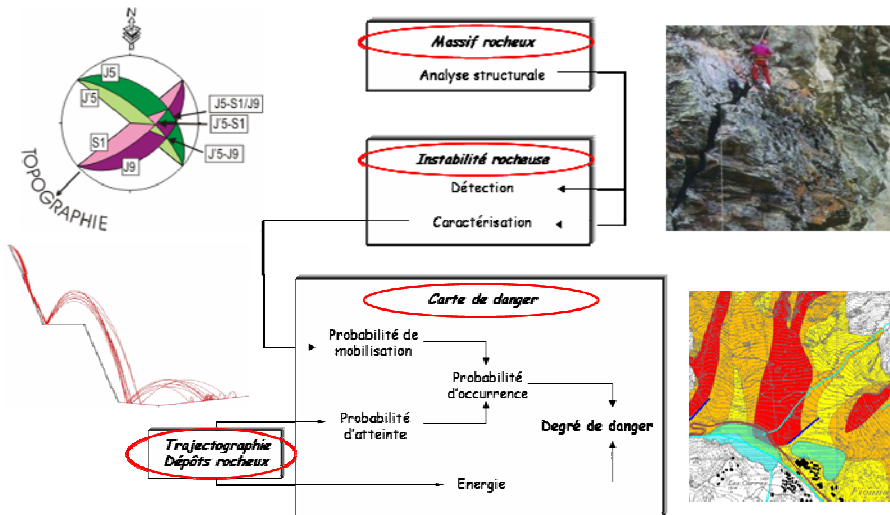 N
J5
J'5
J5-S1/J9
J'5-S1
J'5-J9
S1
J9
TOPOGRAPHIE
Massif rocheux
Analyse structurale
Instabilité rocheuse
Détection
Caractérisation
Carte de danger
Probabilité de
mobilisation
Probabilité
d'occurrence
Probabilité
d'atteinte
Degré de danger
Energie
Trajectographie
Dépôts rocheux